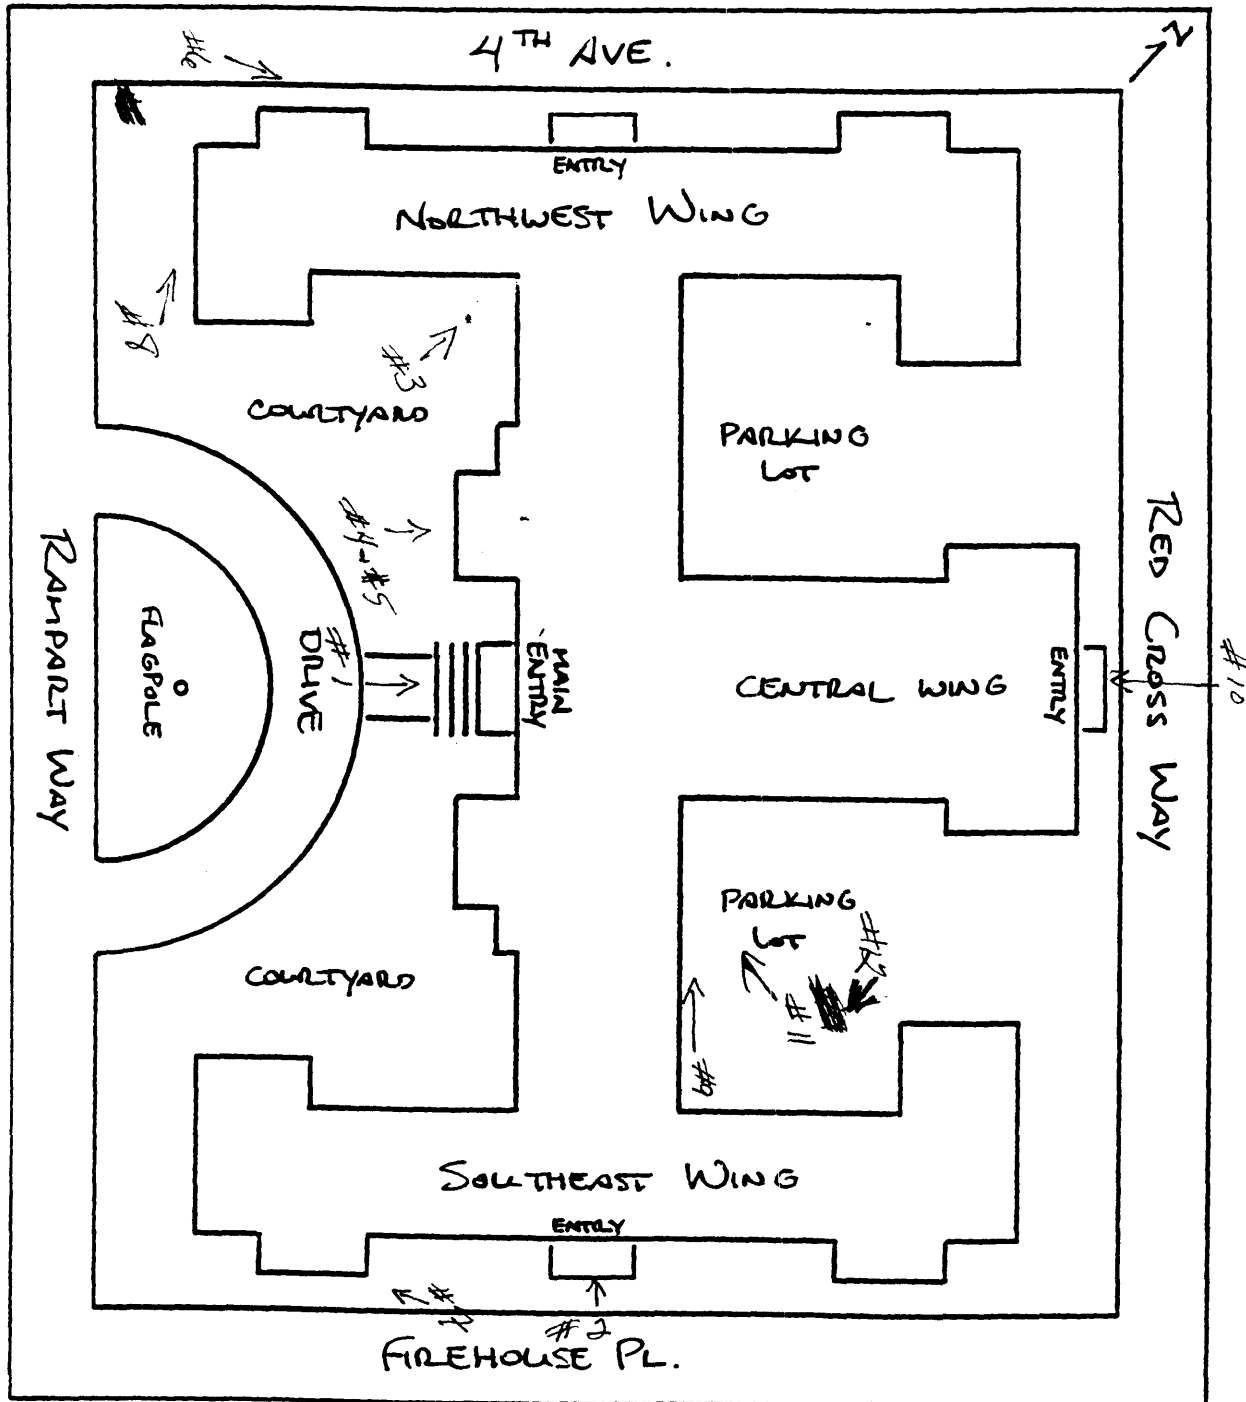 4TH AVE.
N
#6
ENTRY
NORTHWEST WING
#8
#3
COURTYARD
PARKING
LOT
#4-#5
RAMPART WAY
FLAGPOLE
DRIVE
#1
MAIN
ENTRY
CENTRAL WING
ENTRY
RED CROSS WAY
#10
PARKING
LOT
#12
#11
#9
COURTYARD
SOUTHEAST WING
ENTRY
#7
#2
FIREHOUSE PL.